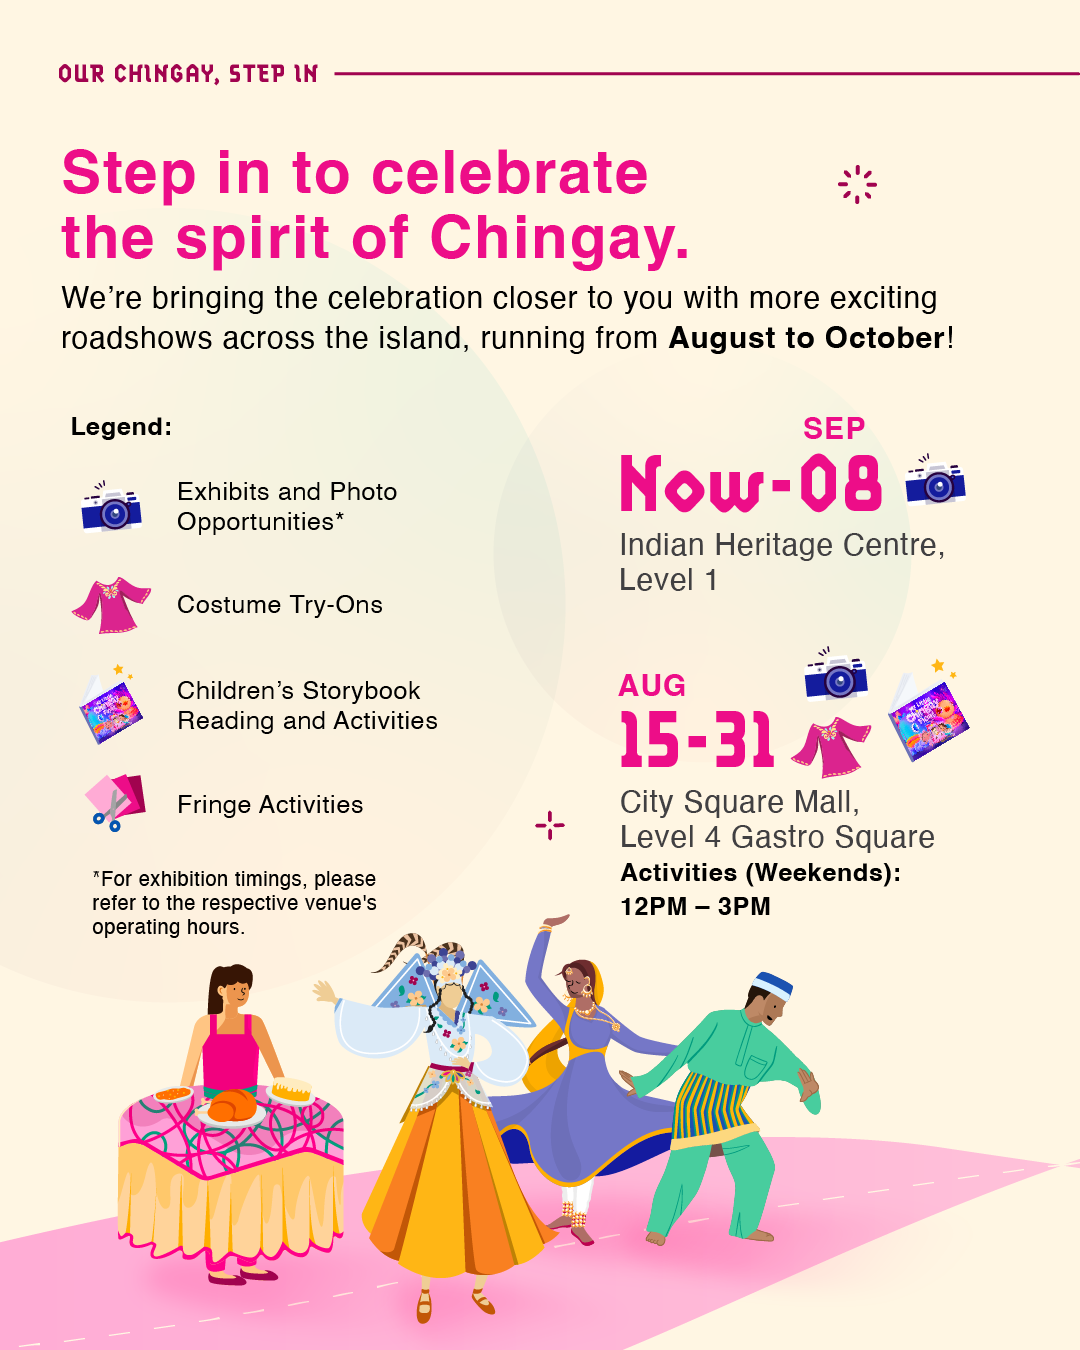 OUR CHINGAY, STEP IN
Step in to celebrate
the spirit of Chingay.
We’re bringing the celebration closer to you with more exciting
roadshows across the island, running from August to October!
Legend:
Exhibits and Photo
Opportunities*
Costume Try-Ons
Children’s Storybook
Reading and Activities
Fringe Activities
*For exhibition timings, please
refer to the respective venue's
operating hours.
SEP
Now-08
Indian Heritage Centre,
Level 1
AUG
15-31
City Square Mall,
Level 4 Gastro Square
Activities (Weekends):
12PM – 3PM